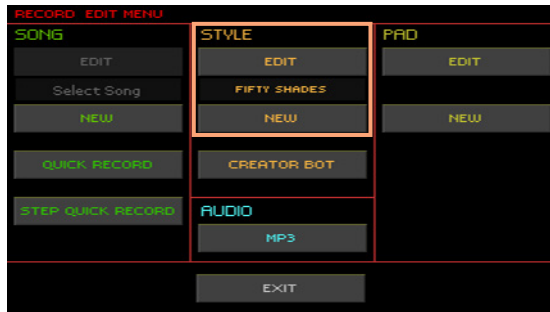 RECORD EDIT MENU
SONG
EDIT
Select Song
NEW
QUICK RECORD
STEP QUICK RECORD
STYLE
EDIT
FIFTY SHADES
NEW
CREATOR BOT
AUDIO
MP3
PAD
EDIT
NEW
EXIT